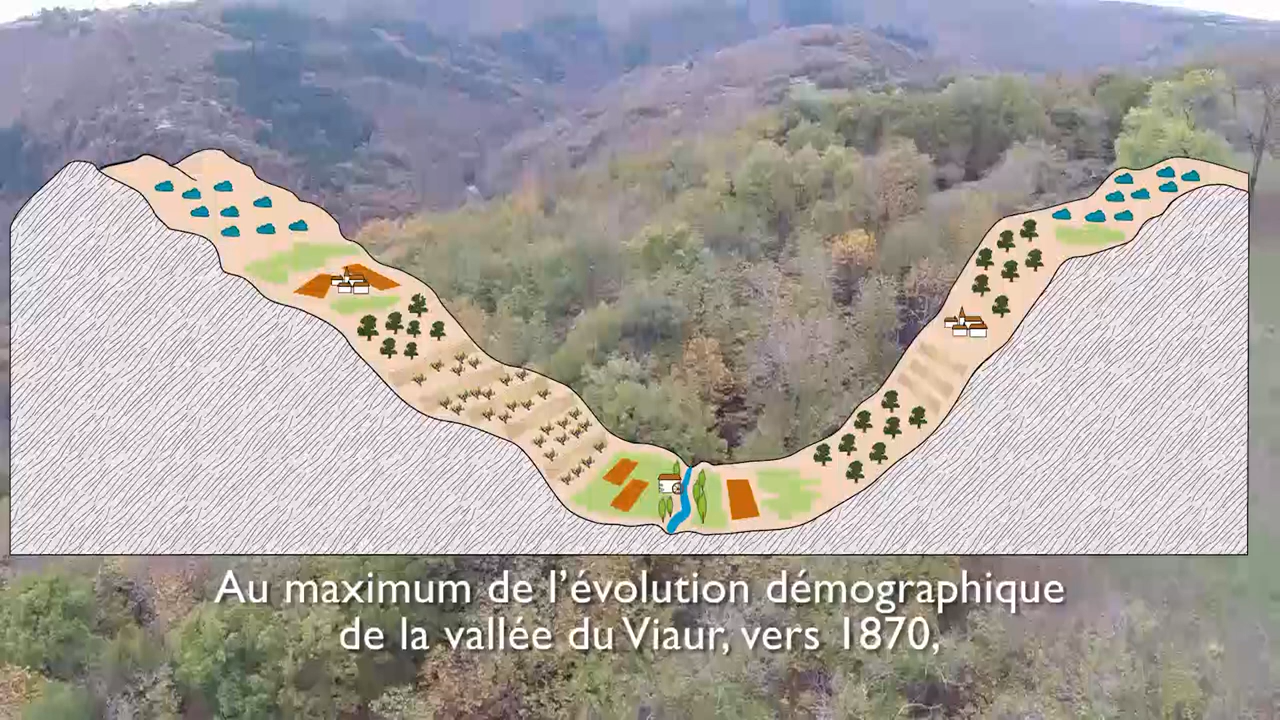 Au maximum de l’évolution démographique
de la vallée du Viaur, vers 1870,